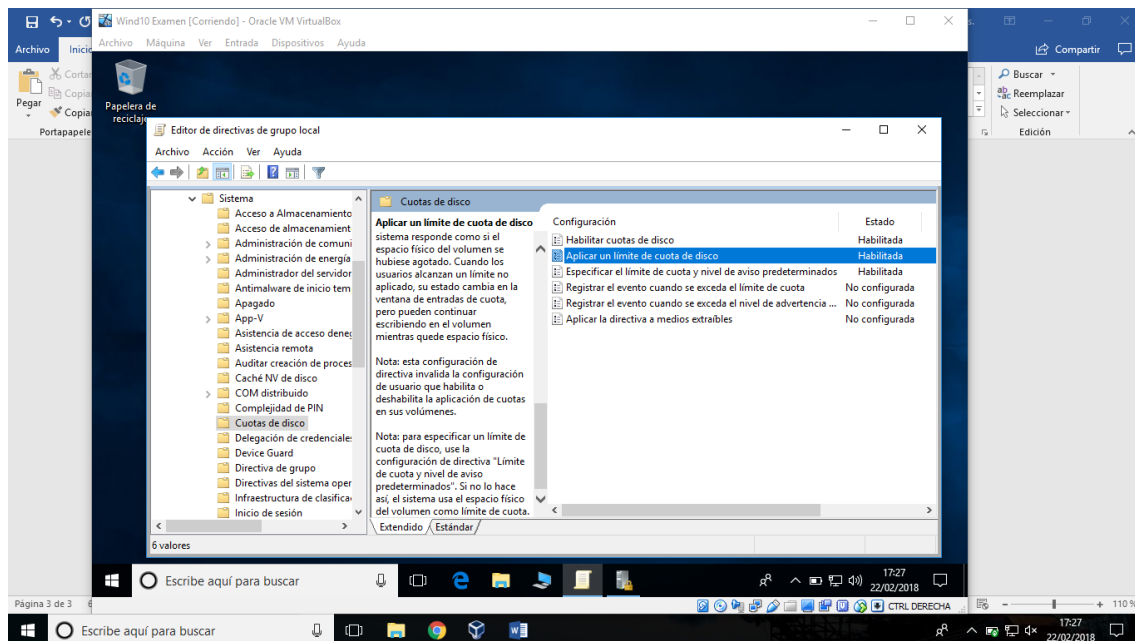 Wind10 Examen [Corriendo] - Oracle VM VirtualBox
Archivo Máquina Ver Entrada Dispositivos Ayuda
Archivo
Compartir
Pegar
Portapapele
Buscar
Reemplazar
Seleccionar
Edición
Papelera de
reciclaje
Editor de directivas de grupo local
Archivo Acción Ver Ayuda
Sistema
Acceso a Almacenamiento
Acceso de almacenamient
Administración de comuni
Administración de energía
Administrador del servidor
Antimalware de inicio tem
Apagado
App-V
Asistencia de acceso deneg
Asistencia remota
Auditar creación de proces
Caché NV de disco
COM distribuido
Complejidad de PIN
Cuotas de disco
Delegación de credenciales
Device Guard
Directiva de grupo
Directivas del sistema oper
Infraestructura de clasifica
Inicio de sesión
Cuotas de disco
Aplicar un límite de cuota de disco
sistema responde como si el
espacio físico del volumen se
hubiese agotado. Cuando los
usuarios alcanzan un límite no
aplicado, su estado cambia en la
ventana de entradas de cuota,
pero pueden continuar
escribiendo en el volumen
mientras quede espacio físico.
Nota: esta configuración de
directiva invalida la configuración
de usuario que habilita o
deshabilita la aplicación de cuotas
en sus volúmenes.
Nota: para especificar un límite de
cuota de disco, use la
configuración de directiva "Límite
de cuota y nivel de aviso
predeterminados". Si no lo hace
así, el sistema usa el espacio físico
del volumen como límite de cuota.
Configuración Estado
Habilitar cuotas de disco Habilitada
Aplicar un límite de cuota de disco Habilitada
Especificar el límite de cuota y nivel de aviso predeterminados Habilitada
Registrar el evento cuando se exceda el límite de cuota No configurada
Registrar el evento cuando se exceda el nivel de advertencia ... No configurada
Aplicar la directiva a medios extraíbles No configurada
Extendido Estándar
6 valores
Escribe aquí para buscar
17:27
22/02/2018
CTRL DERECHA
Página 3 de 3
110 %
Escribe aquí para buscar
17:27
22/02/2018